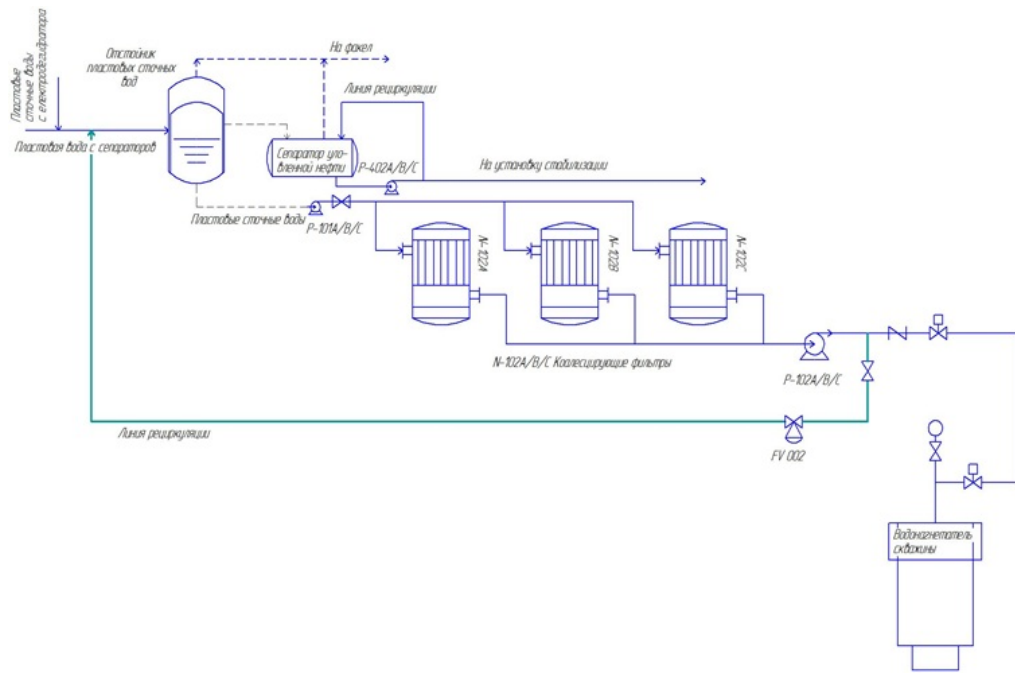 Пластовые
сточные воды
с електродегидратора
Отстойник
пластовых сточных
вод
На факел
Линия рециркуляции
Пластовая вода с сепараторов
Сепаратор уло-
вленной нефти
P-402A/B/C
На установку стабилизации
Пластовые сточные воды
P-101A/B/C
N-102A
N-102B
N-102C
N-102A/B/C Коалесцирующие фильтры
P-102A/B/C
Линия рециркуляции
FV 002
Водонагнетатель
скважины